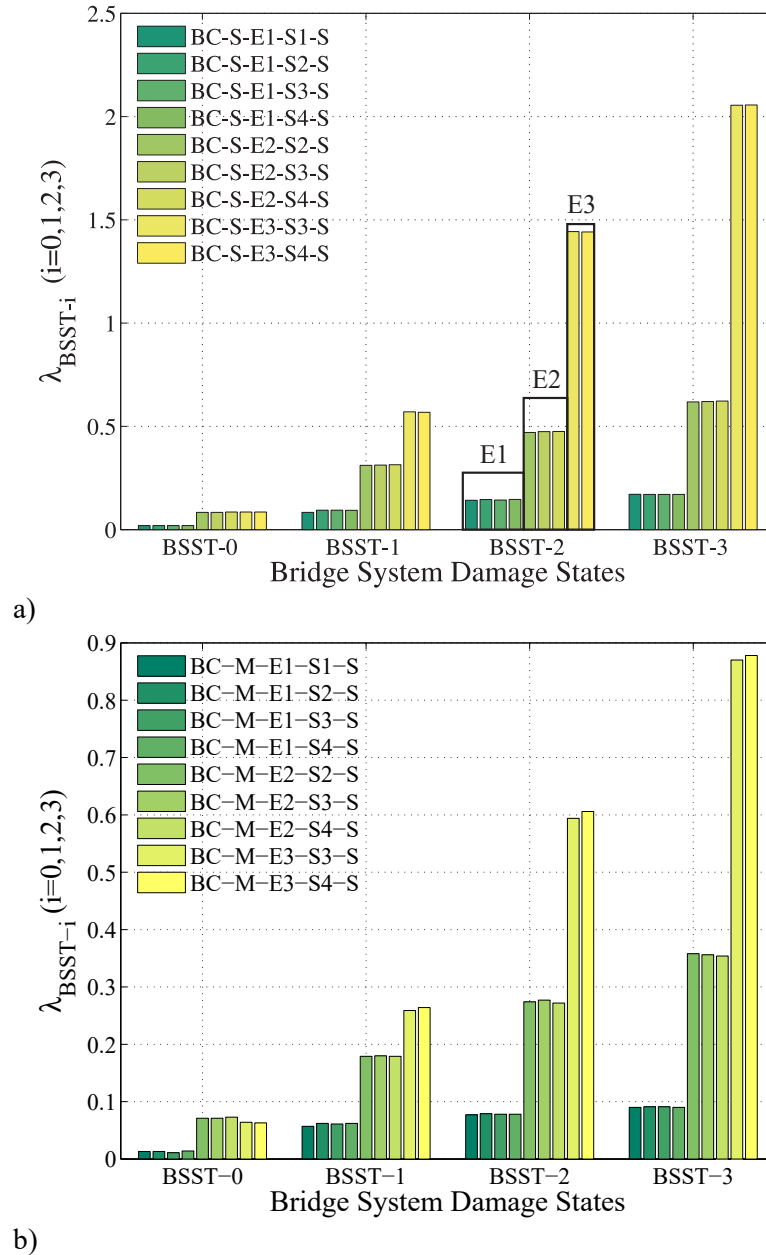 2.5
2
1.5
1
0.5
0
λBSST-i (i=0,1,2,3)
BC-S-E1-S1-S
BC-S-E1-S2-S
BC-S-E1-S3-S
BC-S-E1-S4-S
BC-S-E2-S2-S
BC-S-E2-S3-S
BC-S-E2-S4-S
BC-S-E3-S3-S
BC-S-E3-S4-S
E1
E2
E3
BSST-0 BSST-1 BSST-2 BSST-3
Bridge System Damage States
a)
0.9
0.8
0.7
0.6
0.5
0.4
0.3
0.2
0.1
0
λBSST−i (i=0,1,2,3)
BC−M−E1−S1−S
BC−M−E1−S2−S
BC−M−E1−S3−S
BC−M−E1−S4−S
BC−M−E2−S2−S
BC−M−E2−S3−S
BC−M−E2−S4−S
BC−M−E3−S3−S
BC−M−E3−S4−S
BSST−0 BSST−1 BSST−2 BSST−3
Bridge System Damage States
b)